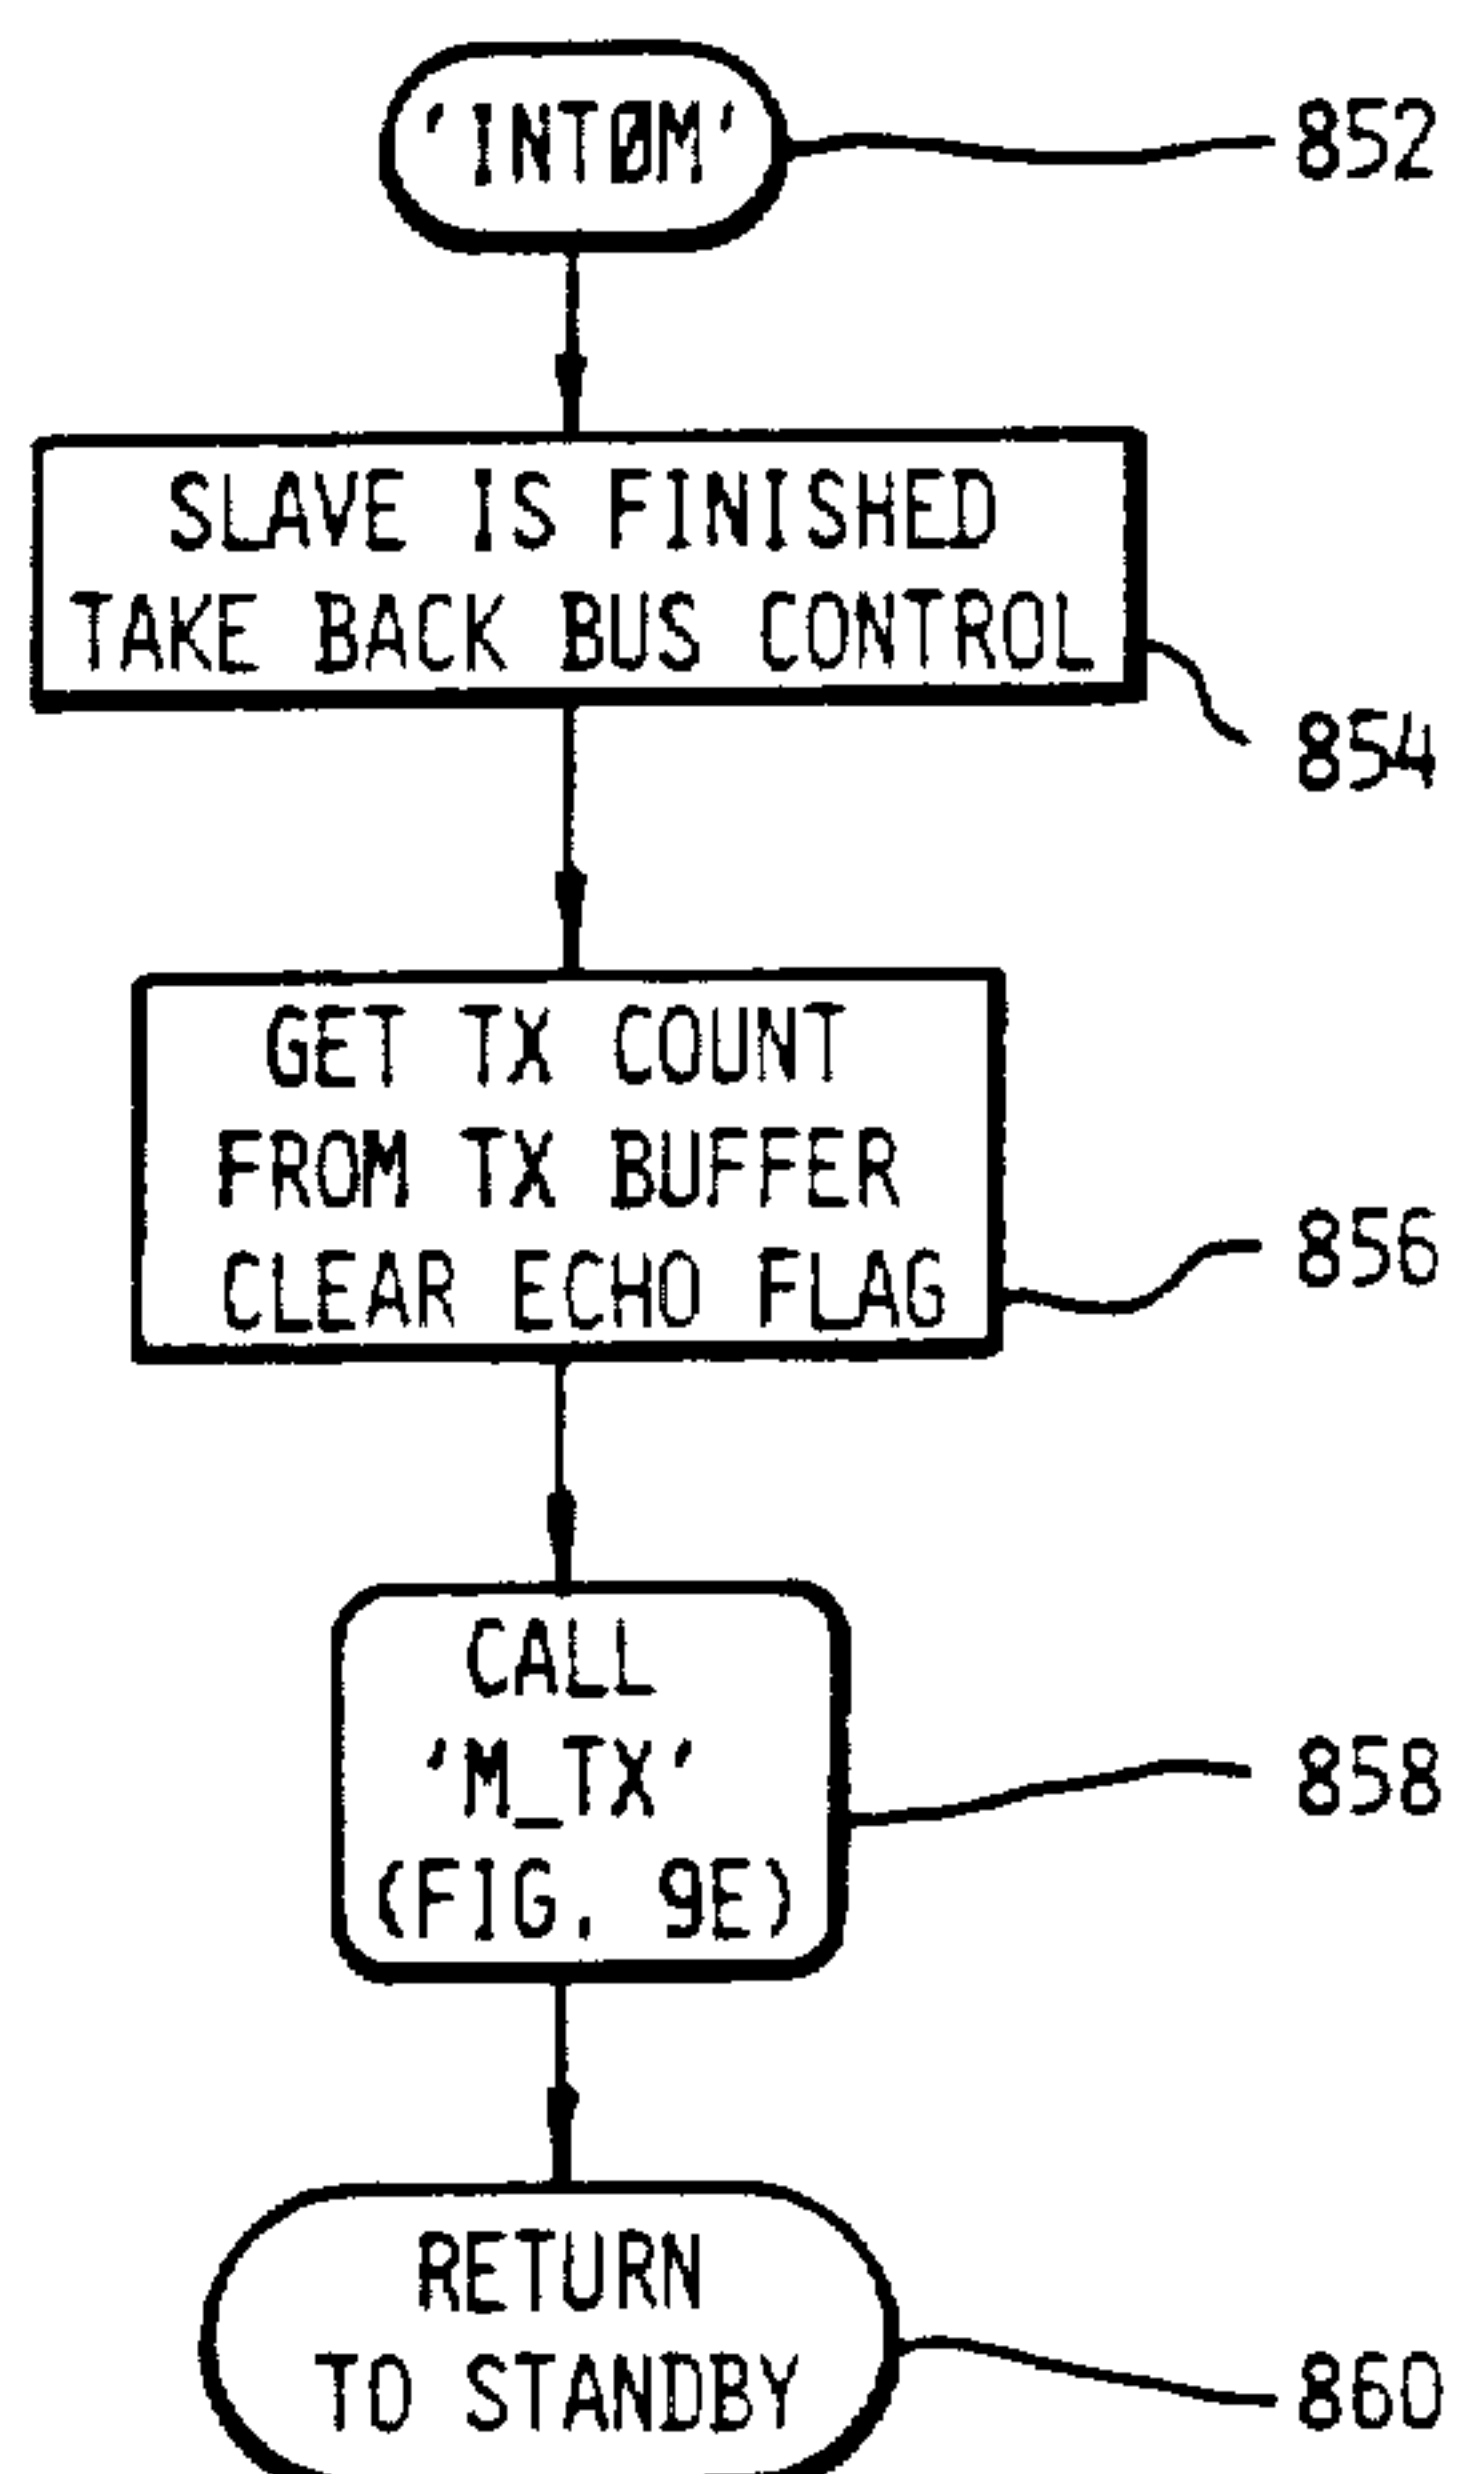 'INT0M'
852
SLAVE IS FINISHED
TAKE BACK BUS CONTROL
854
GET TX COUNT
FROM TX BUFFER
CLEAR ECHO FLAG
856
CALL
'M_TX'
(FIG. 9E)
858
RETURN
TO STANDBY
860